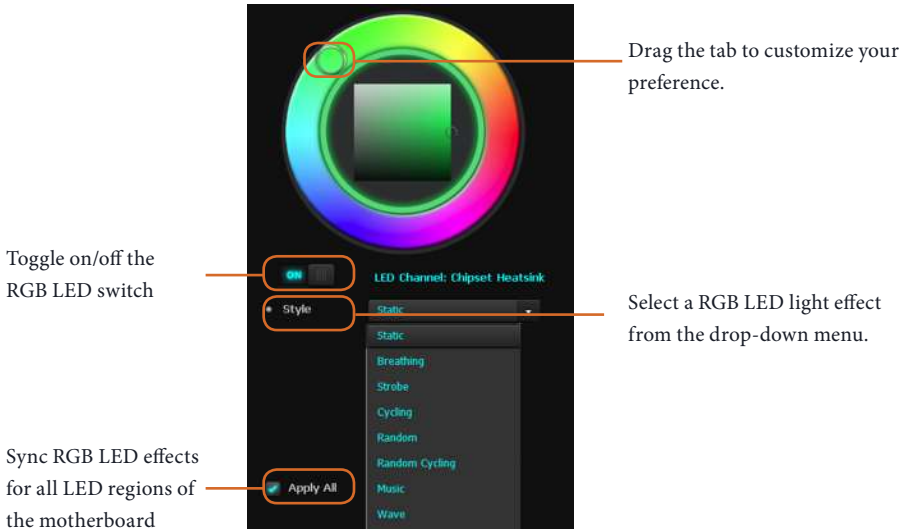 Drag the tab to customize your
preference.
Toggle on/off the
RGB LED switch
ON
LED Channel: Chipset Heatsink
Style
Static
Select a RGB LED light effect
from the drop-down menu.
Static
Breathing
Strobe
Cycling
Random
Random Cycling
Music
Wave
Sync RGB LED effects
for all LED regions of
the motherboard
Apply All